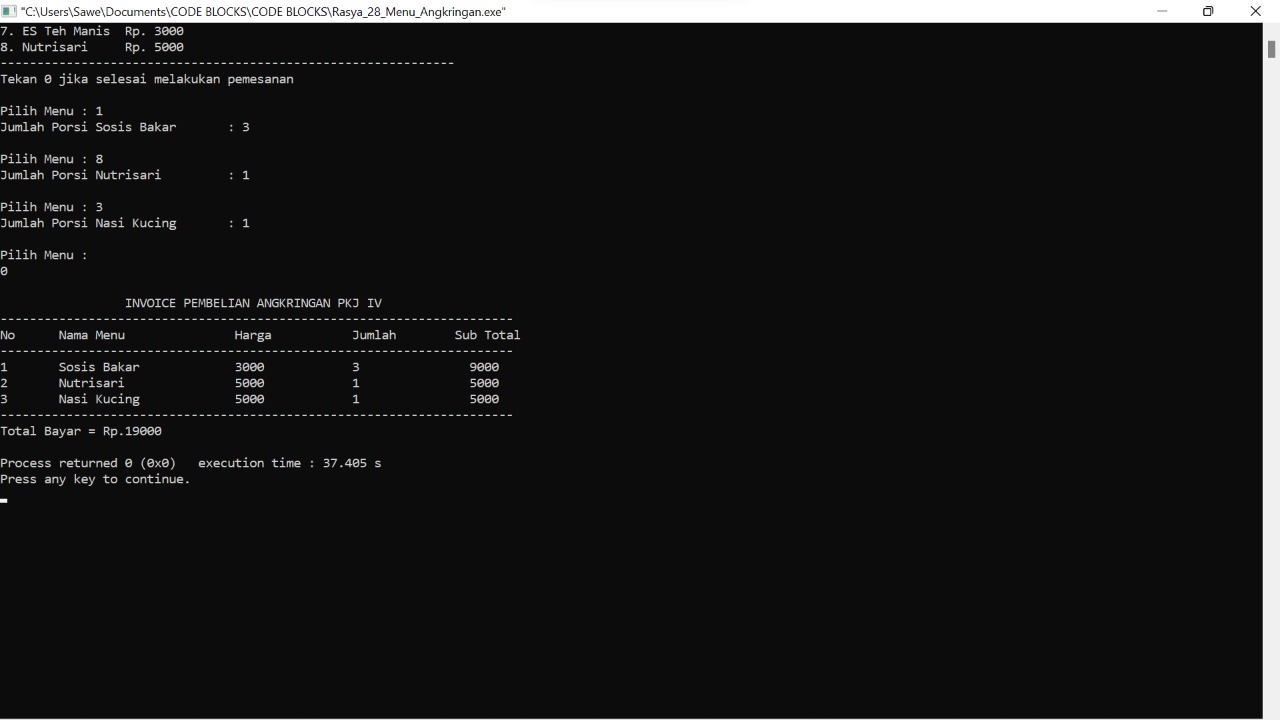 "C:\Users\Sawe\Documents\CODE BLOCKS\CODE BLOCKS\Rasya_28_Menu_Angkringan.exe"
7. ES Teh Manis  Rp. 3000
8. Nutrisari     Rp. 5000
--------------------------------------------------------------
Tekan 0 jika selesai melakukan pemesanan
Pilih Menu : 1
Jumlah Porsi Sosis Bakar       : 3
Pilih Menu : 8
Jumlah Porsi Nutrisari         : 1
Pilih Menu : 3
Jumlah Porsi Nasi Kucing       : 1
Pilih Menu :
0
INVOICE PEMBELIAN ANGKRINGAN PKJ IV
----------------------------------------------------------------------
No      Nama Menu               Harga           Jumlah        Sub Total
----------------------------------------------------------------------
1       Sosis Bakar             3000            3               9000
2       Nutrisari               5000            1               5000
3       Nasi Kucing             5000            1               5000
----------------------------------------------------------------------
Total Bayar = Rp.19000
Process returned 0 (0x0)   execution time : 37.405 s
Press any key to continue.